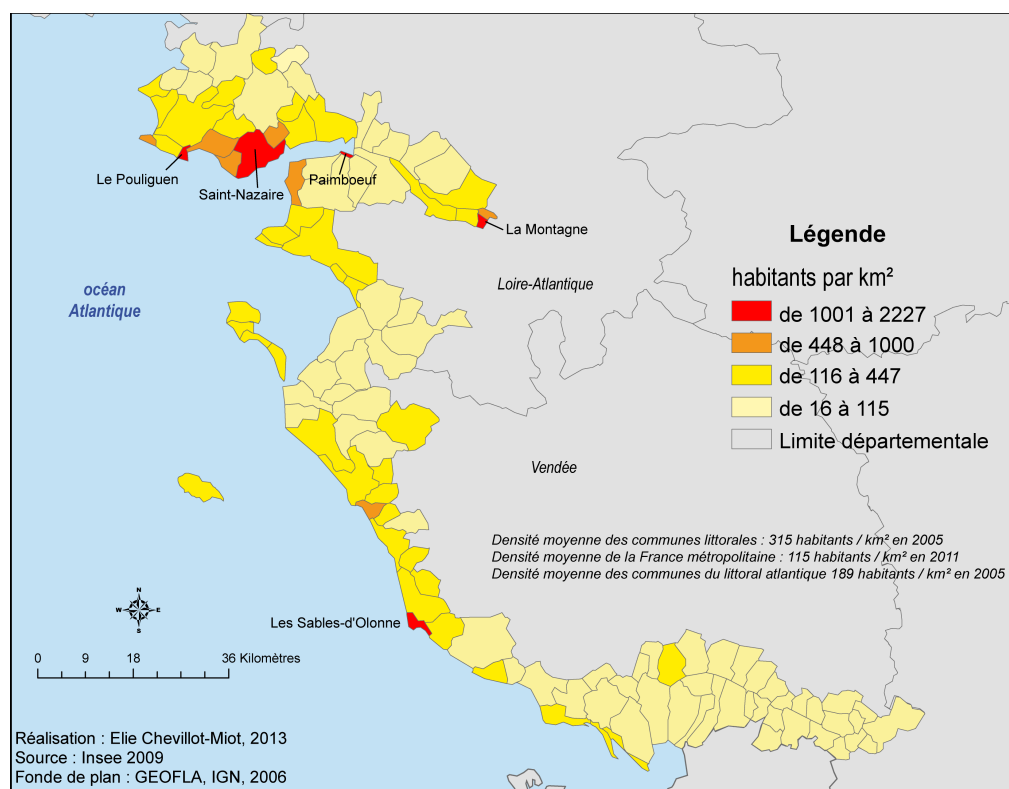 Le Pouliguen
Saint-Nazaire
Paimboeuf
La Montagne
océan
Atlantique
Loire-Atlantique
Vendée
Les Sables-d'Olonne
Légende
habitants par km²
de 1001 à 2227
de 448 à 1000
de 116 à 447
de 16 à 115
Limite départementale
Densité moyenne des communes littorales : 315 habitants / km² en 2005
Densité moyenne de la France métropolitaine : 115 habitants / km² en 2011
Densité moyenne des communes du littoral atlantique 189 habitants / km² en 2005
N
W E
S
0 9 18 36 Kilomètres
Réalisation : Elie Chevillot-Miot, 2013
Source : Insee 2009
Fonde de plan : GEOFLA, IGN, 2006